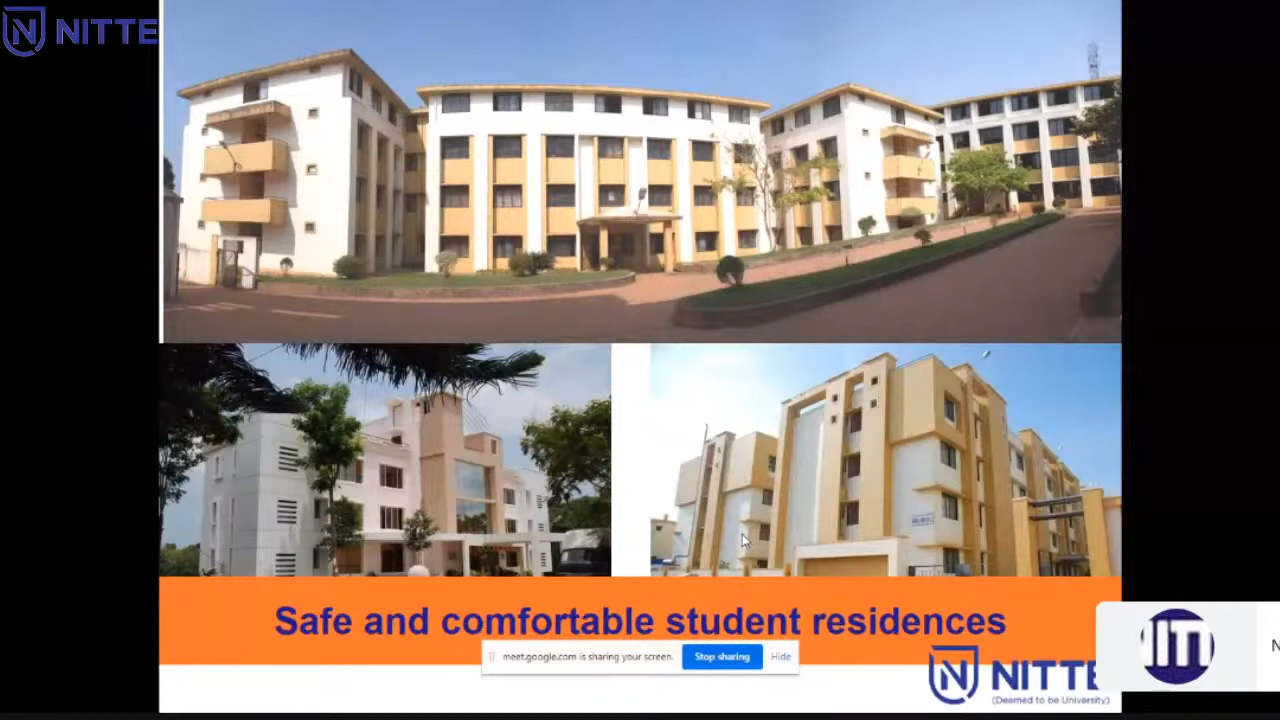 NITTE
Safe and comfortable student residences
meet.google.com is sharing your screen.
Stop sharing
Hide
NITTE
(Deemed to be University)
N